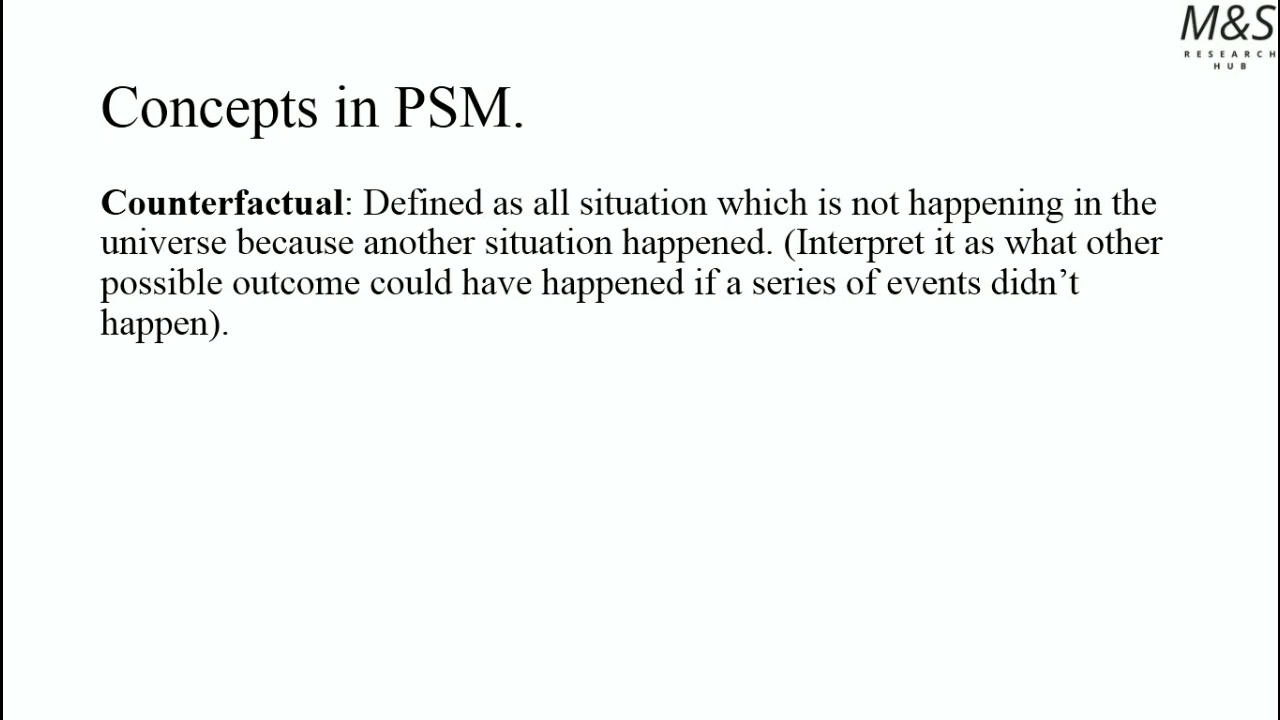 M&S
RESEARCH
HUB
Concepts in PSM.
Counterfactual: Defined as all situation which is not happening in the
universe because another situation happened. (Interpret it as what other
possible outcome could have happened if a series of events didn’t
happen).